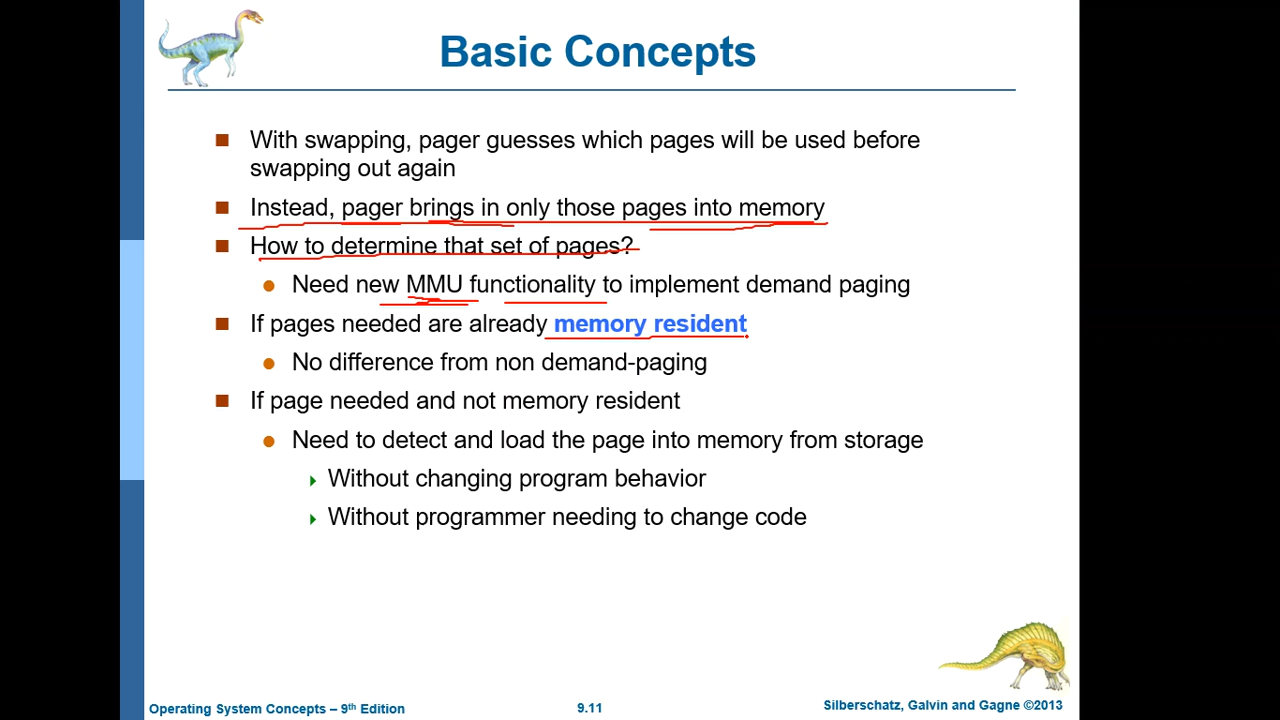 Basic Concepts
With swapping, pager guesses which pages will be used before
swapping out again
Instead, pager brings in only those pages into memory
How to determine that set of pages?
Need new MMU functionality to implement demand paging
If pages needed are already memory resident
No difference from non demand-paging
If page needed and not memory resident
Need to detect and load the page into memory from storage
Without changing program behavior
Without programmer needing to change code
Operating System Concepts – 9th Edition
9.11
Silberschatz, Galvin and Gagne ©2013